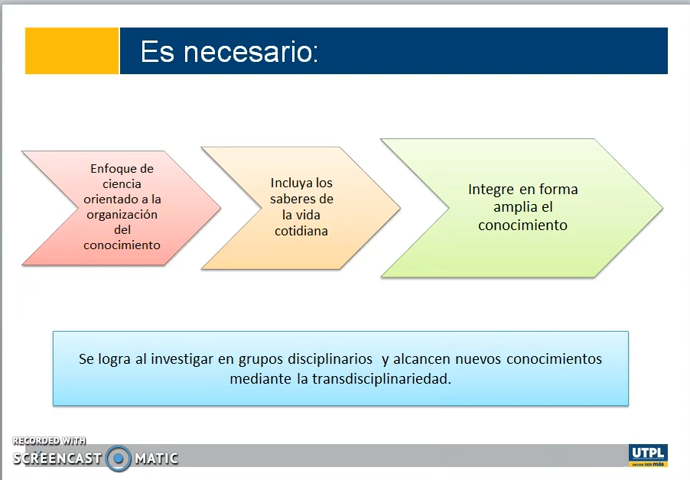 Es necesario:
Enfoque de
ciencia
orientado a la
organización
del
conocimiento
Incluya los
saberes de
la vida
cotidiana
Integre en forma
amplia el
conocimiento
Se logra al investigar en grupos disciplinarios y alcancen nuevos conocimientos
mediante la transdisciplinariedad.
RECORDED WITH
SCREENCAST MATIC
UTPL